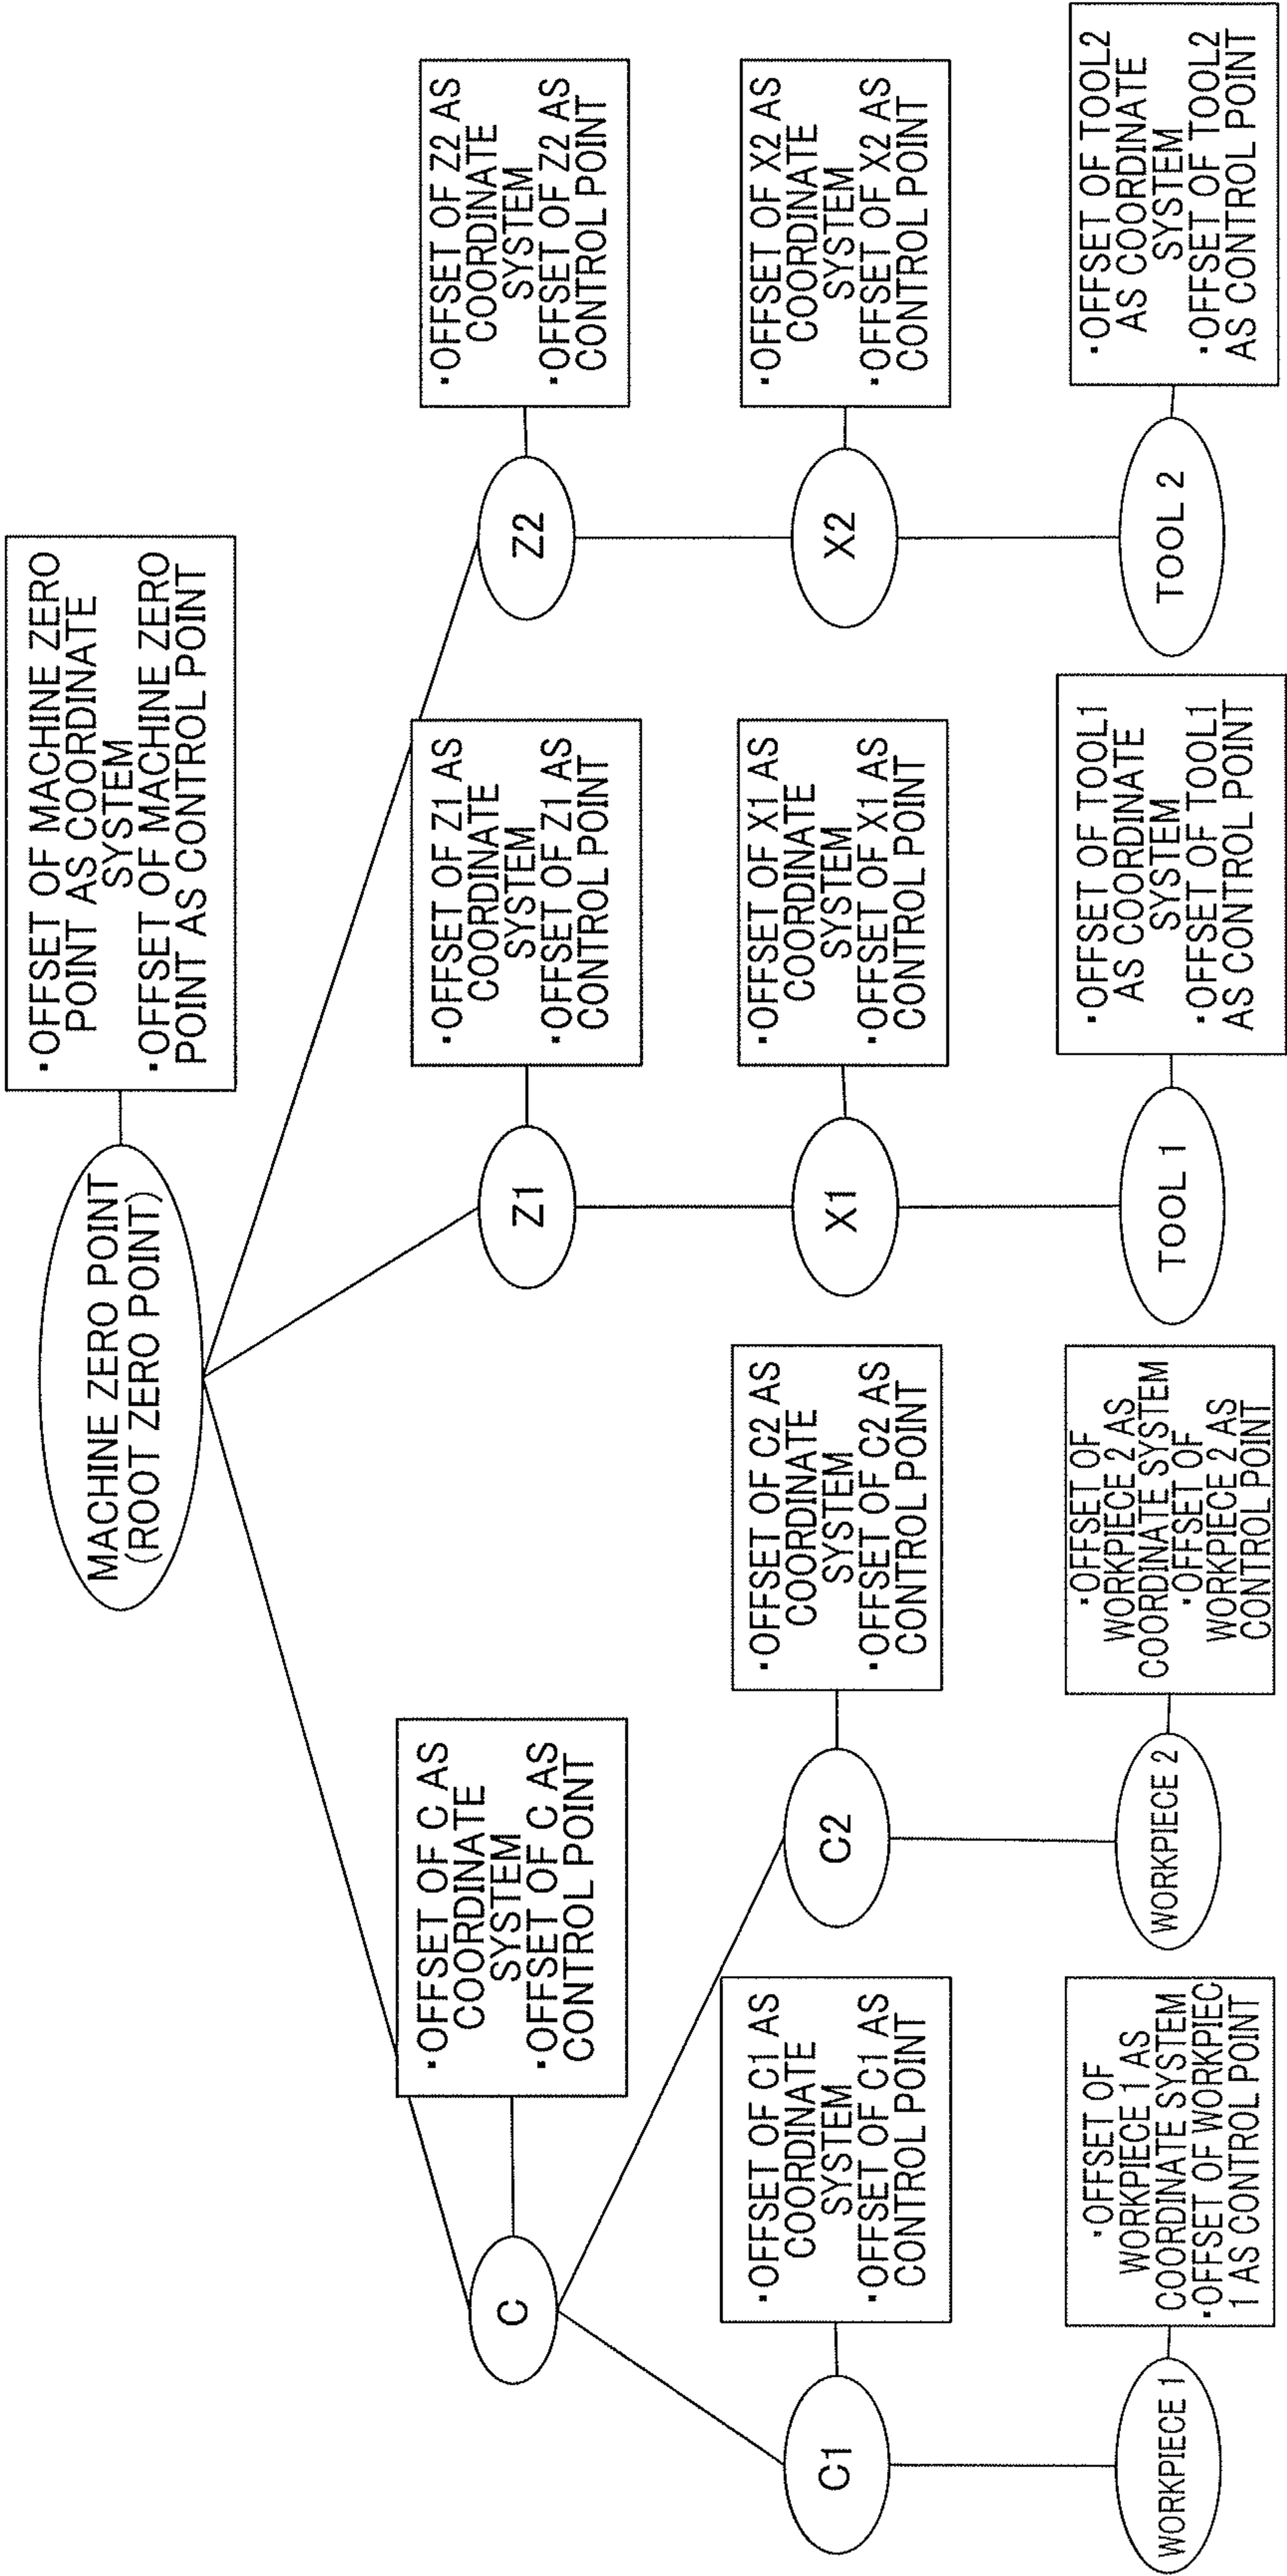 MACHINE ZERO POINT
(ROOT ZERO POINT)
▪OFFSET OF MACHINE ZERO
POINT AS COORDINATE
SYSTEM
▪OFFSET OF MACHINE ZERO
POINT AS CONTROL POINT
C
▪OFFSET OF C AS
COORDINATE
SYSTEM
▪OFFSET OF C AS
CONTROL POINT
Z1
▪OFFSET OF Z1 AS
COORDINATE
SYSTEM
▪OFFSET OF Z1 AS
CONTROL POINT
Z2
▪OFFSET OF Z2 AS
COORDINATE
SYSTEM
▪OFFSET OF Z2 AS
CONTROL POINT
C1
▪OFFSET OF C1 AS
COORDINATE
SYSTEM
▪OFFSET OF C1 AS
CONTROL POINT
C2
▪OFFSET OF C2 AS
COORDINATE
SYSTEM
▪OFFSET OF C2 AS
CONTROL POINT
X1
▪OFFSET OF X1 AS
COORDINATE
SYSTEM
▪OFFSET OF X1 AS
CONTROL POINT
X2
▪OFFSET OF X2 AS
COORDINATE
SYSTEM
▪OFFSET OF X2 AS
CONTROL POINT
WORKPIECE 1
▪OFFSET OF
WORKPIECE 1 AS
COORDINATE SYSTEM
▪OFFSET OF WORKPIEC
1 AS CONTROL POINT
WORKPIECE 2
▪OFFSET OF
WORKPIECE 2 AS
COORDINATE SYSTEM
▪OFFSET OF
WORKPIECE 2 AS
CONTROL POINT
TOOL 1
▪OFFSET OF TOOL1
AS COORDINATE
SYSTEM
▪OFFSET OF TOOL1
AS CONTROL POINT
TOOL 2
▪OFFSET OF TOOL2
AS COORDINATE
SYSTEM
▪OFFSET OF TOOL2
AS CONTROL POINT